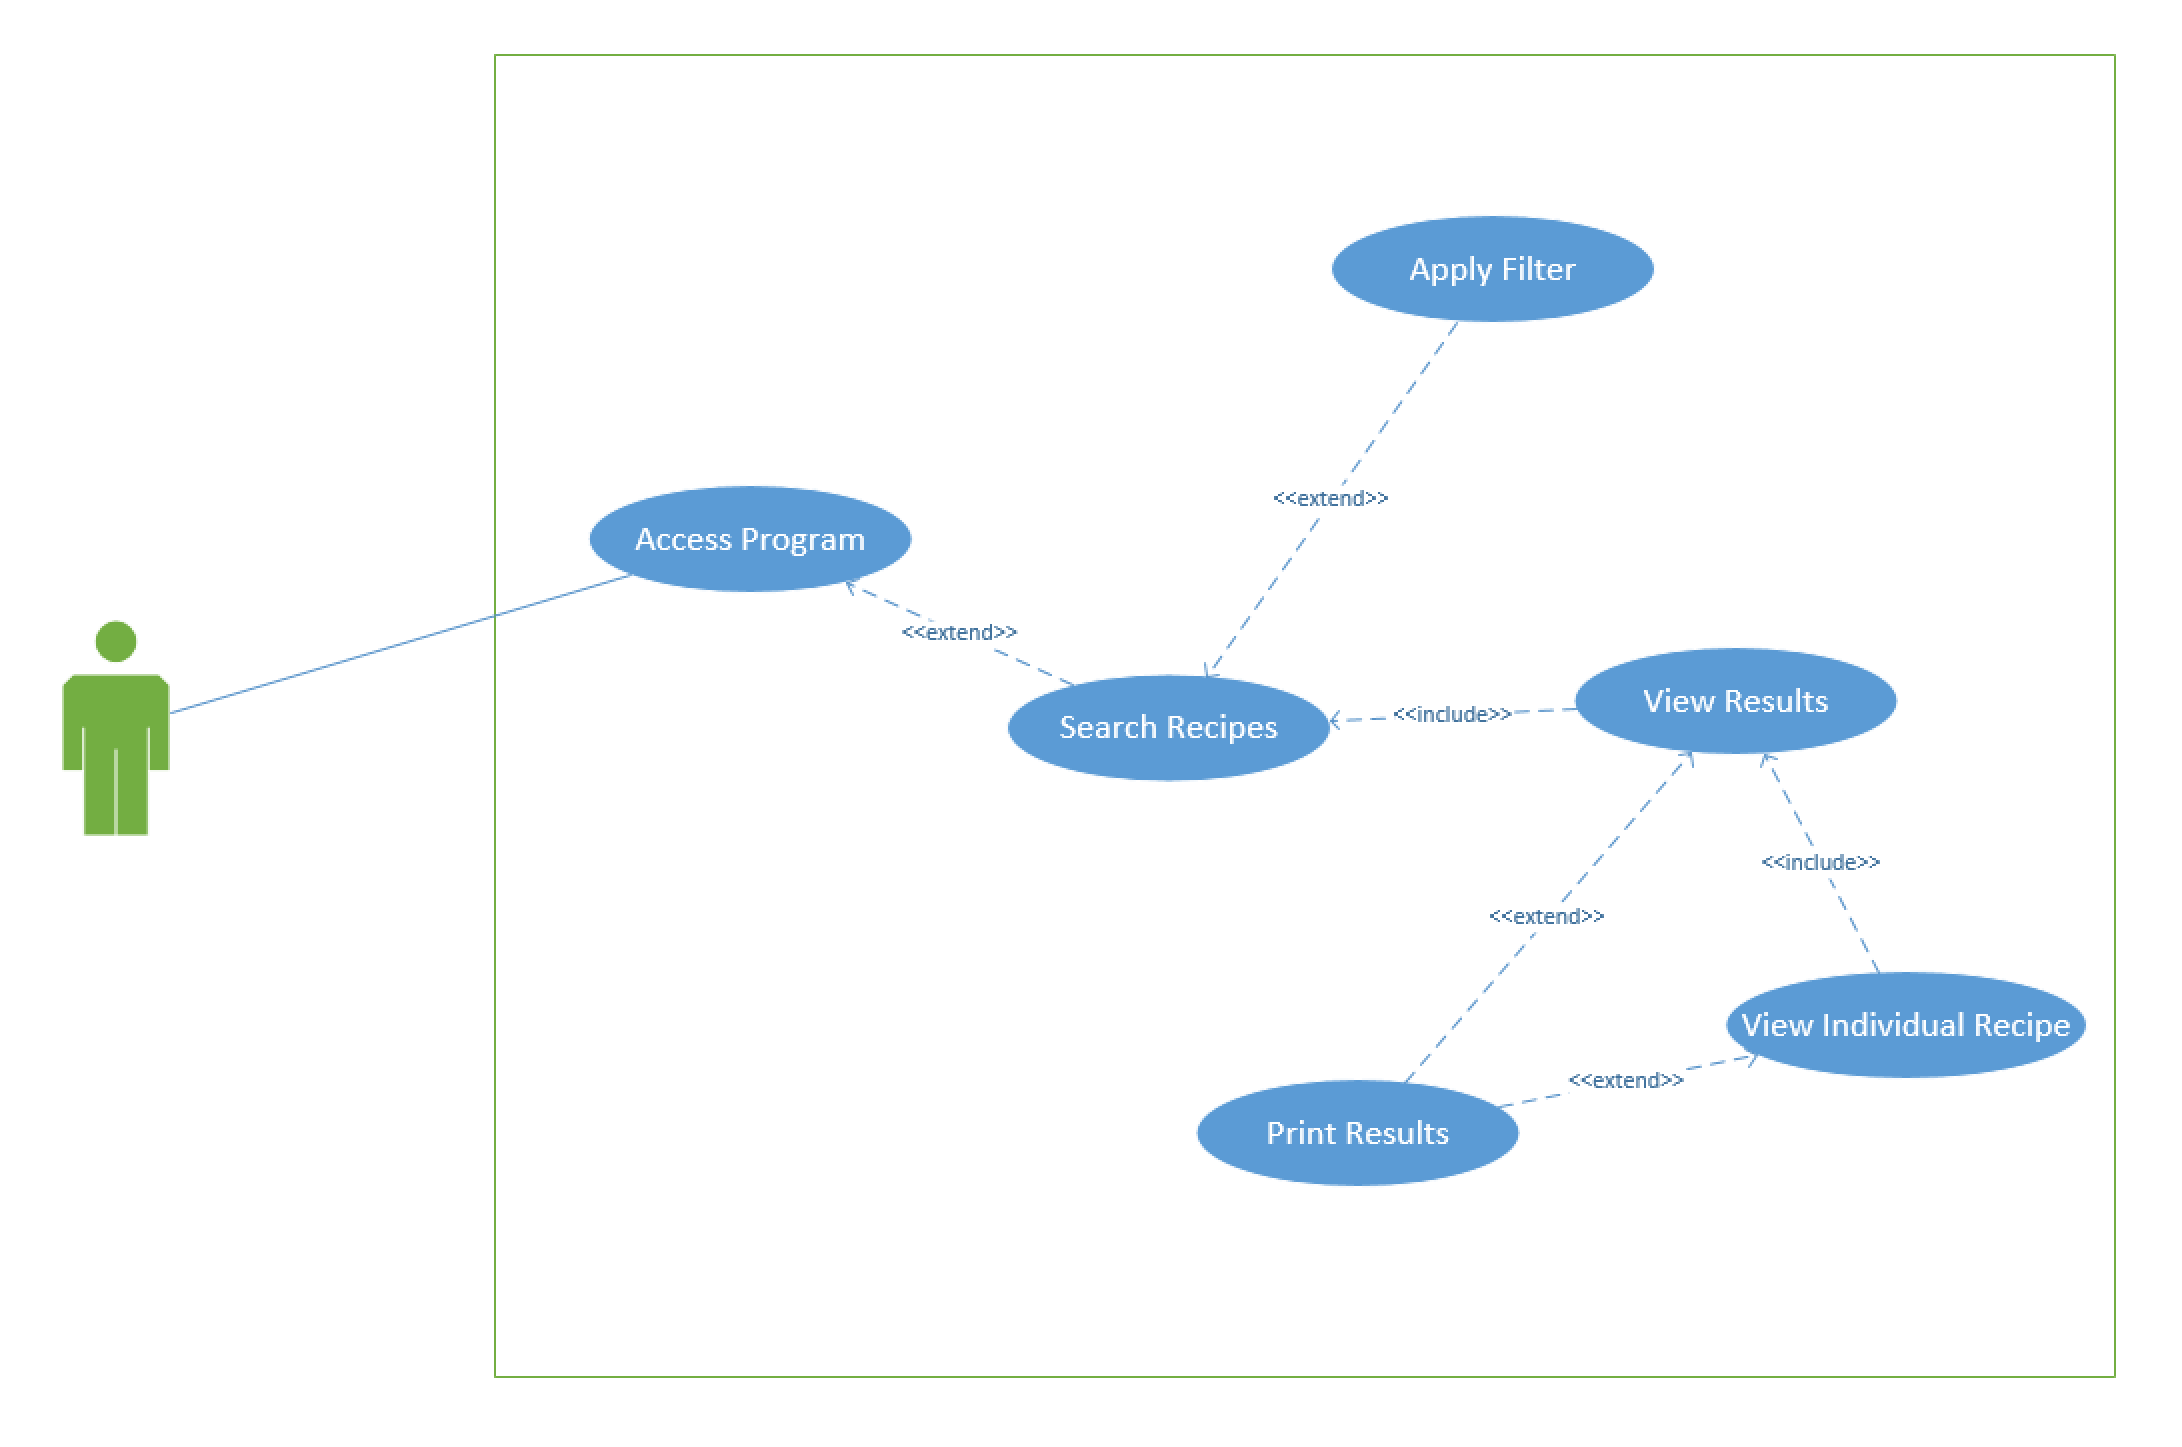 Apply Filter
<<extend>>
Access Program
<<extend>>
Search Recipes
<<include>>
View Results
<<include>>
<<extend>>
View Individual Recipe
<<extend>>
Print Results